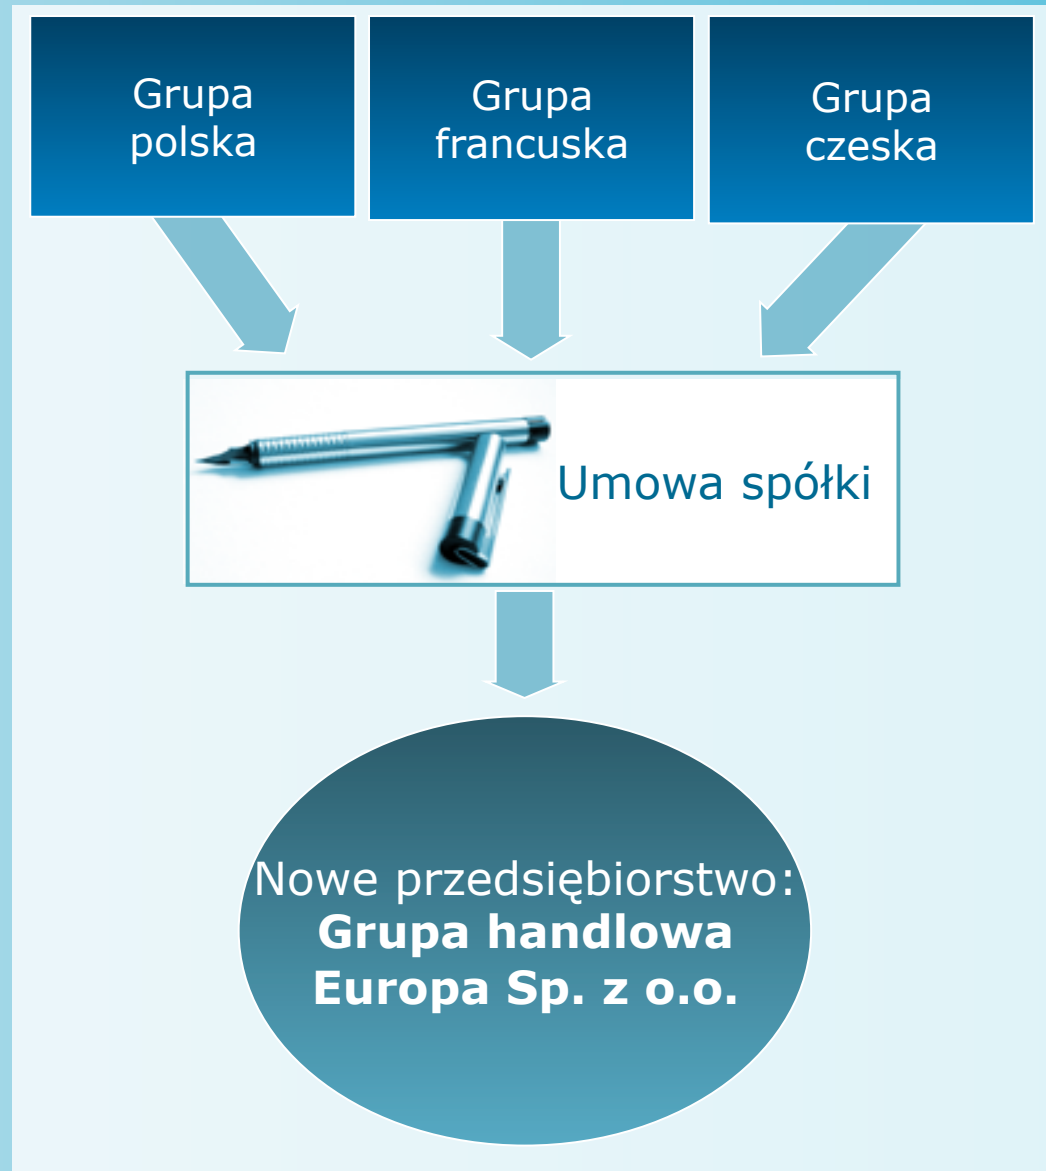 Grupa
polska
Grupa
francuska
Grupa
czeska
Umowa spółki
Nowe przedsiębiorstwo:
Grupa handlowa
Europa Sp. z o.o.